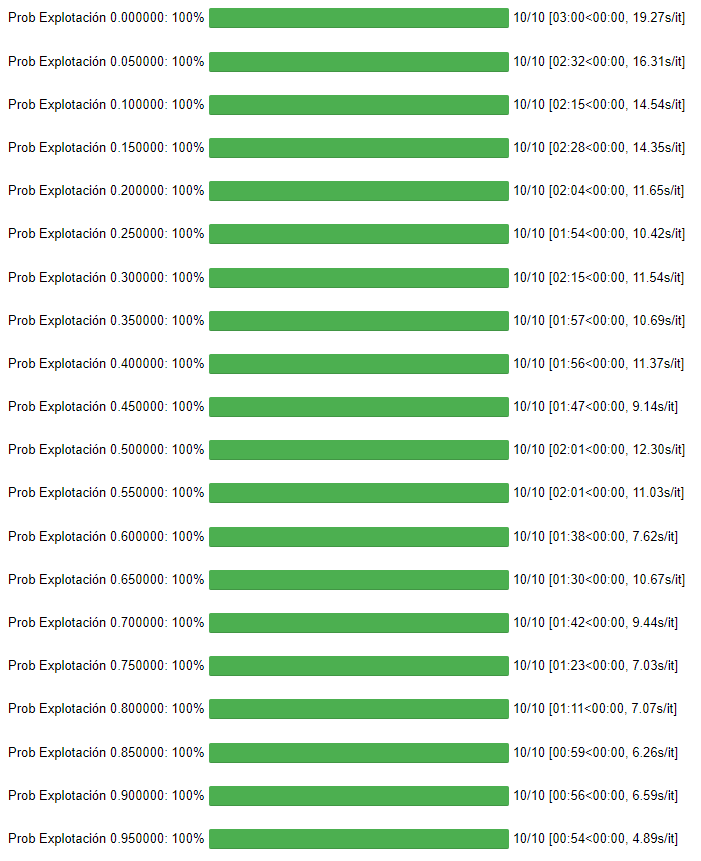 Prob Explotación 0.000000: 100% 10/10 [03:00<00:00, 19.27s/it]
Prob Explotación 0.050000: 100% 10/10 [02:32<00:00, 16.31s/it]
Prob Explotación 0.100000: 100% 10/10 [02:15<00:00, 14.54s/it]
Prob Explotación 0.150000: 100% 10/10 [02:28<00:00, 14.35s/it]
Prob Explotación 0.200000: 100% 10/10 [02:04<00:00, 11.65s/it]
Prob Explotación 0.250000: 100% 10/10 [01:54<00:00, 10.42s/it]
Prob Explotación 0.300000: 100% 10/10 [02:15<00:00, 11.54s/it]
Prob Explotación 0.350000: 100% 10/10 [01:57<00:00, 10.69s/it]
Prob Explotación 0.400000: 100% 10/10 [01:56<00:00, 11.37s/it]
Prob Explotación 0.450000: 100% 10/10 [01:47<00:00, 9.14s/it]
Prob Explotación 0.500000: 100% 10/10 [02:01<00:00, 12.30s/it]
Prob Explotación 0.550000: 100% 10/10 [02:01<00:00, 11.03s/it]
Prob Explotación 0.600000: 100% 10/10 [01:38<00:00, 7.62s/it]
Prob Explotación 0.650000: 100% 10/10 [01:30<00:00, 10.67s/it]
Prob Explotación 0.700000: 100% 10/10 [01:42<00:00, 9.44s/it]
Prob Explotación 0.750000: 100% 10/10 [01:23<00:00, 7.03s/it]
Prob Explotación 0.800000: 100% 10/10 [01:11<00:00, 7.07s/it]
Prob Explotación 0.850000: 100% 10/10 [00:59<00:00, 6.26s/it]
Prob Explotación 0.900000: 100% 10/10 [00:56<00:00, 6.59s/it]
Prob Explotación 0.950000: 100% 10/10 [00:54<00:00, 4.89s/it]